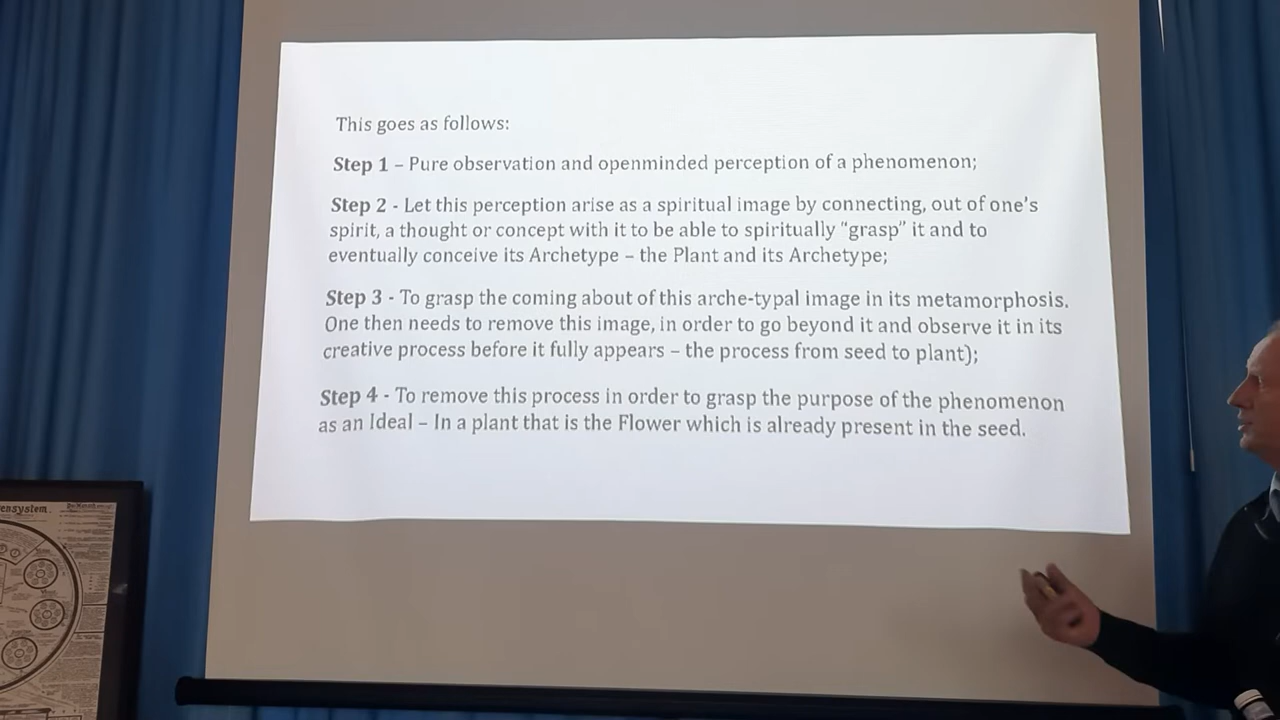 This goes as follows:
Step 1 – Pure observation and openminded perception of a phenomenon;
Step 2 - Let this perception arise as a spiritual image by connecting, out of one's
spirit, a thought or concept with it to be able to spiritually “grasp” it and to
eventually conceive its Archetype – the Plant and its Archetype;
Step 3 - To grasp the coming about of this arche-typal image in its metamorphosis.
One then needs to remove this image, in order to go beyond it and observe it in its
creative process before it fully appears – the process from seed to plant);
Step 4 - To remove this process in order to grasp the purpose of the phenomenon
as an Ideal – In a plant that is the Flower which is already present in the seed.
ensystem.